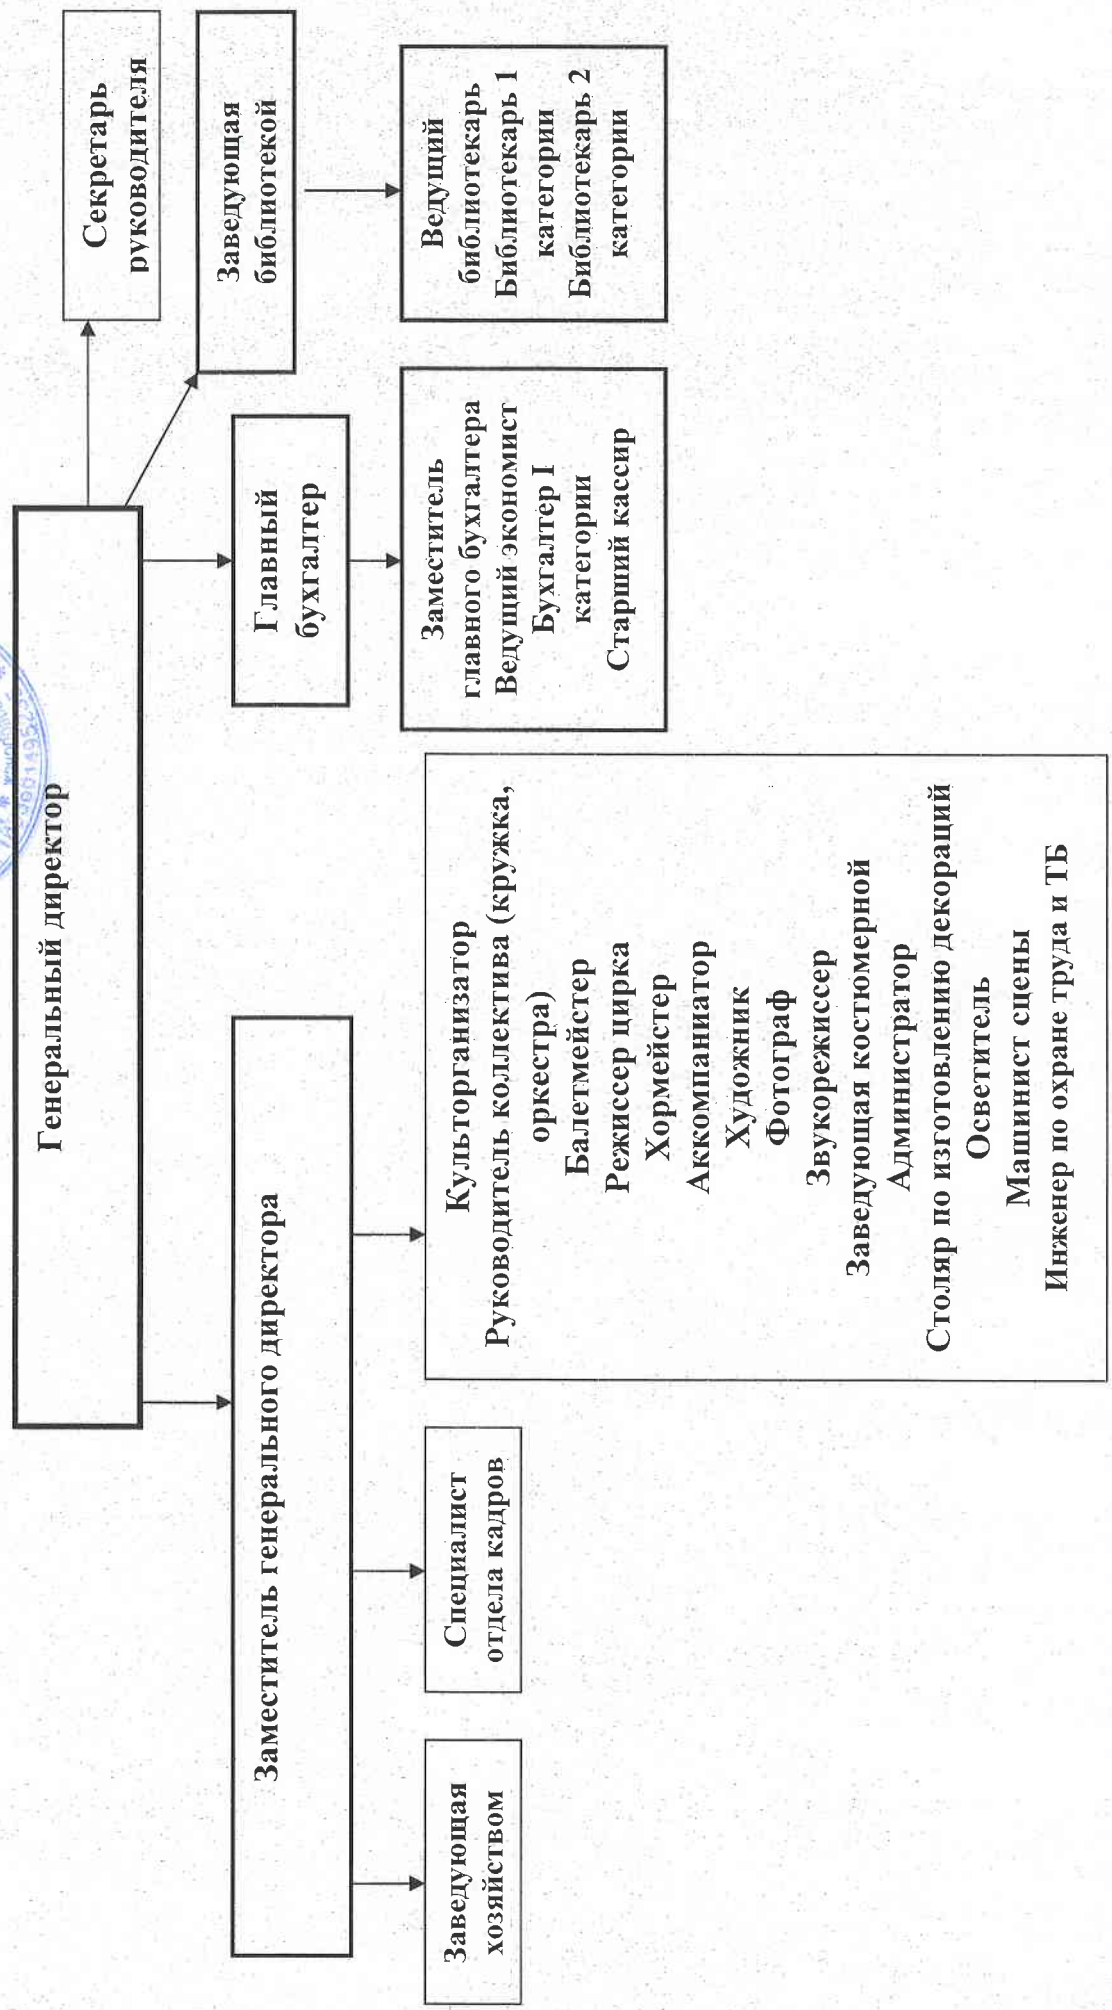 Генеральный директор
Секретарь
руководителя
Заместитель генерального директора
Главный
бухгалтер
Заведующая
библиотекой
Заведующая
хозяйством
Специалист
отдела кадров
Культорганизатор
Руководитель коллектива (кружка,
оркестра)
Балетмейстер
Режиссер цирка
Хормейстер
Аккомпаниатор
Художник
Фотограф
Звукорежиссер
Заведующая костюмерной
Администратор
Столяр по изготовлению декораций
Осветитель
Машинист сцены
Инженер по охране труда и ТБ
Заместитель
главного бухгалтера
Ведущий экономист
Бухгалтер I
категории
Старший кассир
Ведущий
библиотекарь
Библиотекарь 1
категории
Библиотекарь 2
категории